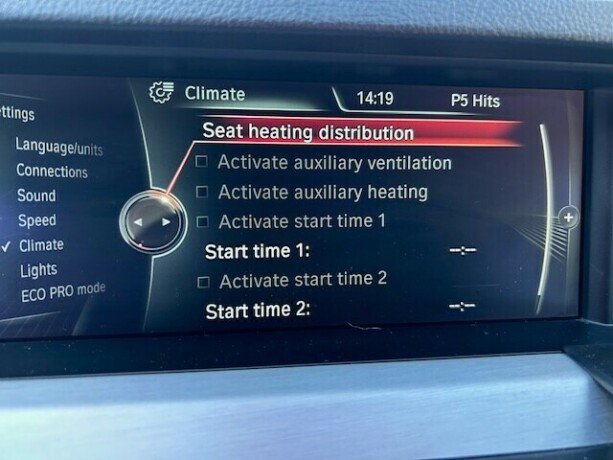 Climate 14:19 P5 Hits
ettings
Language/units
Connections
Sound
Speed
Climate
Lights
ECO PRO mode
Seat heating distribution
Activate auxiliary ventilation
Activate auxiliary heating
Activate start time 1
Start time 1: --:--
Activate start time 2
Start time 2: --:--